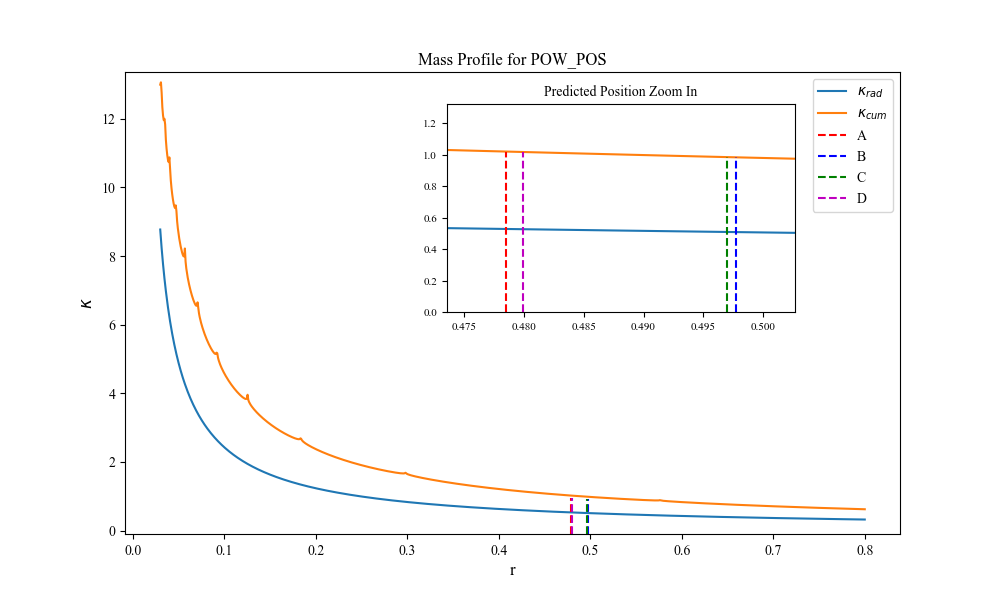 Mass Profile for POW_POS
Predicted Position Zoom In
κ_rad
κ_cum
A
B
C
D
1.2
1.0
0.8
0.6
0.4
0.2
0.0
0.475 0.480 0.485 0.490 0.495 0.500
12
10
8
6
4
2
0
κ
0.0 0.1 0.2 0.3 0.4 0.5 0.6 0.7 0.8
r